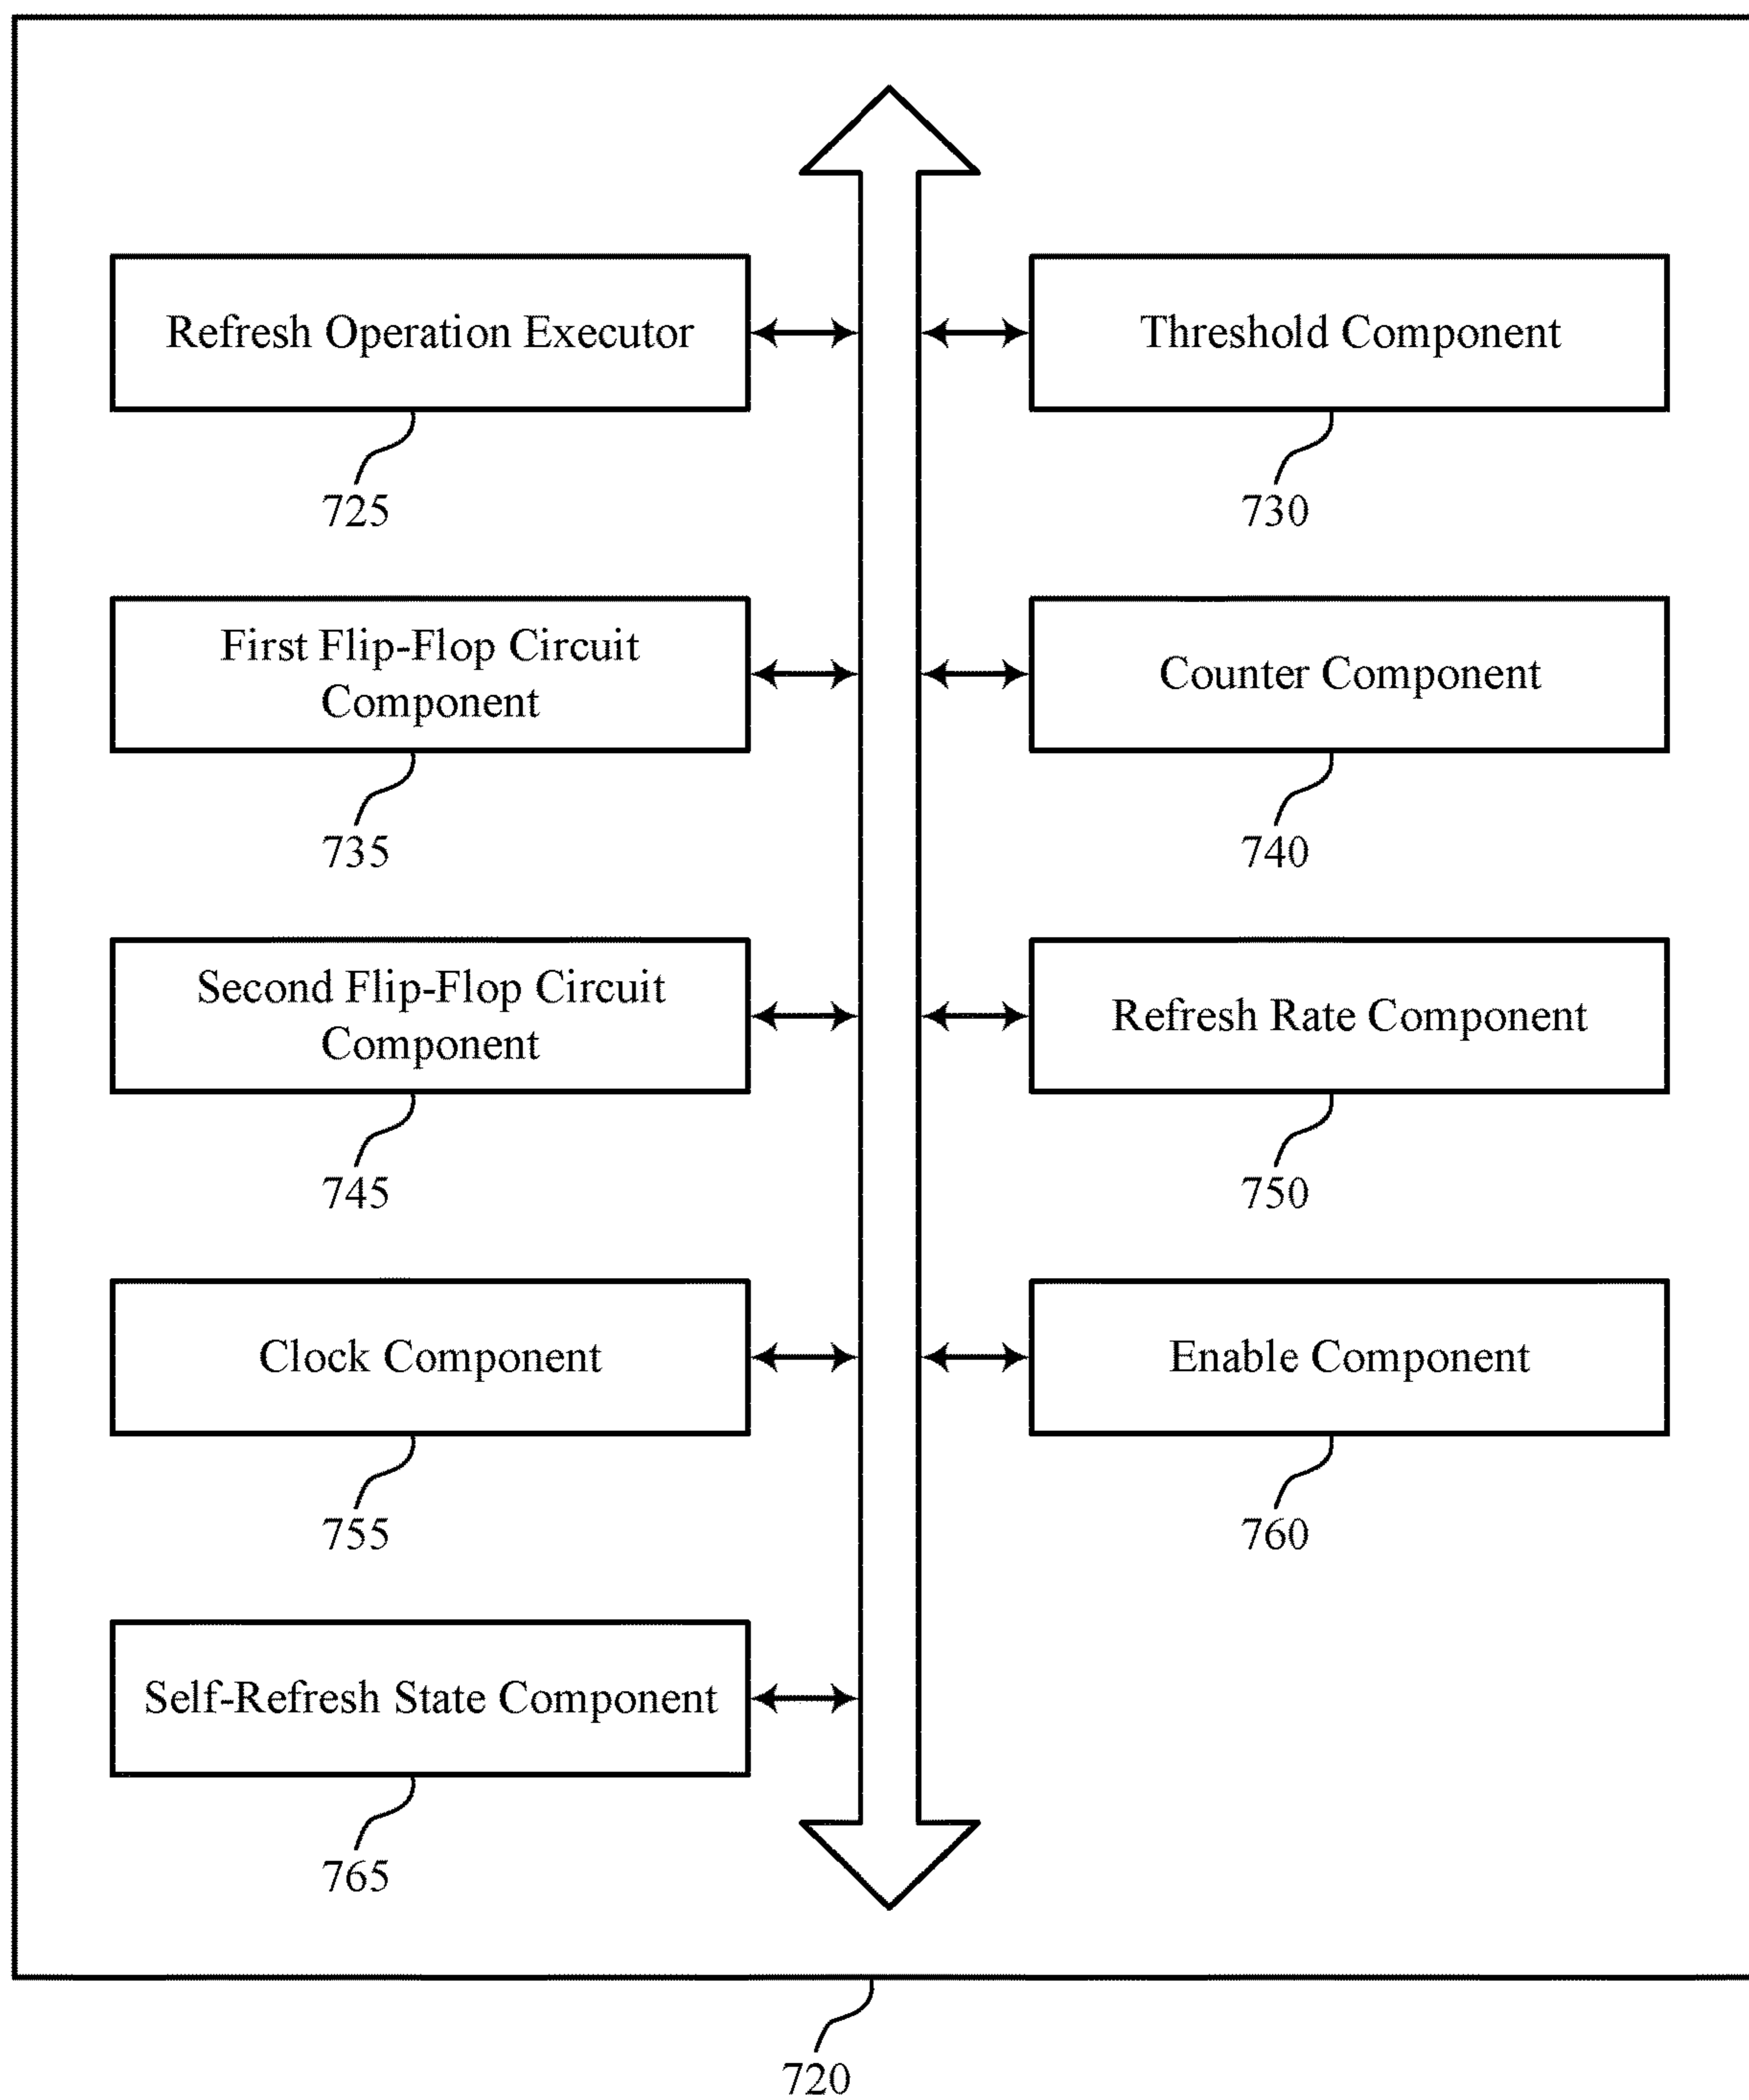 Refresh Operation Executor
725
Threshold Component
730
First Flip-Flop Circuit
Component
735
Counter Component
740
Second Flip-Flop Circuit
Component
745
Refresh Rate Component
750
Clock Component
755
Enable Component
760
Self-Refresh State Component
765
720